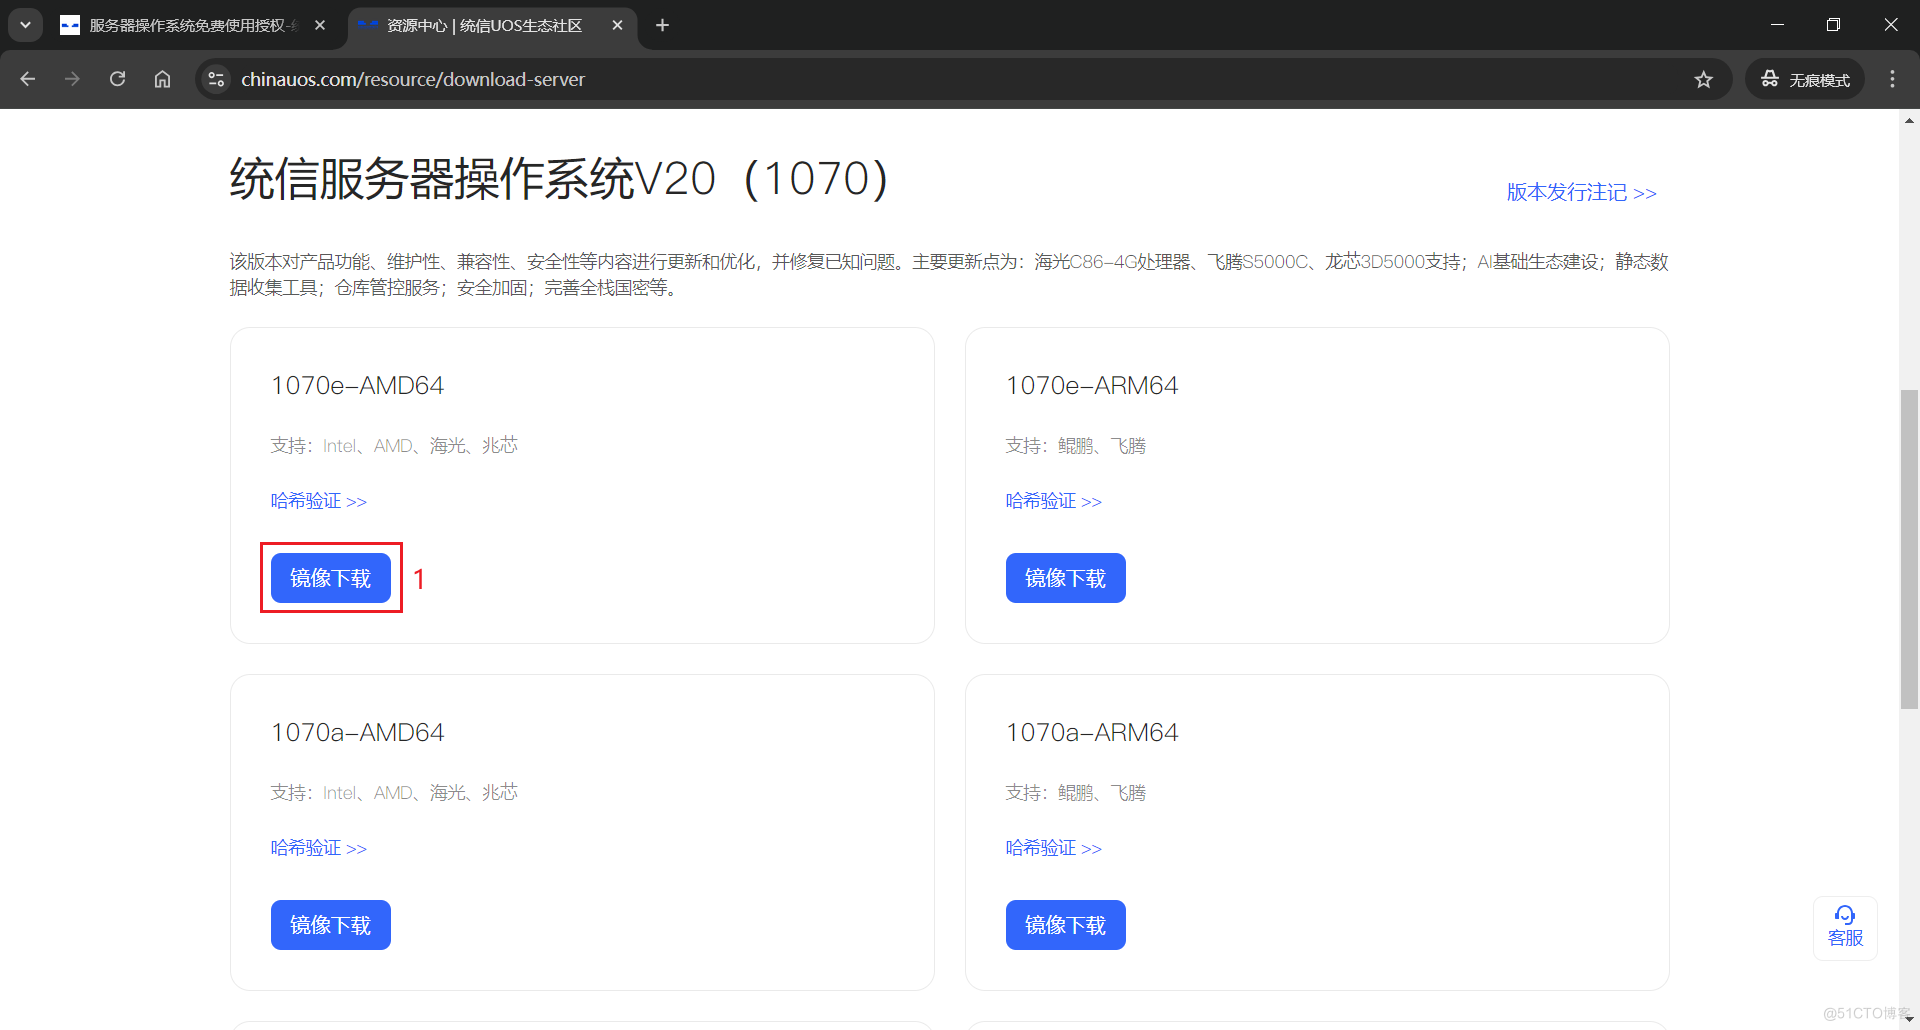 服务器操作系统免费使用授权-
资源中心 | 统信UOS生态社区
chinauos.com/resource/download-server
无痕模式
统信服务器操作系统V20（1070）
版本发行注记 >>
该版本对产品功能、维护性、兼容性、安全性等内容进行更新和优化，并修复已知问题。主要更新点为：海光C86-4G处理器、飞腾S5000C、龙芯3D5000支持；AI基础生态建设；静态数
据收集工具；仓库管控服务；安全加固；完善全栈国密等。
1070e-AMD64
支持：Intel、AMD、海光、兆芯
哈希验证 >>
镜像下载
1
1070e-ARM64
支持：鲲鹏、飞腾
哈希验证 >>
镜像下载
1070a-AMD64
支持：Intel、AMD、海光、兆芯
哈希验证 >>
镜像下载
1070a-ARM64
支持：鲲鹏、飞腾
哈希验证 >>
镜像下载
客服
@51CTO博客